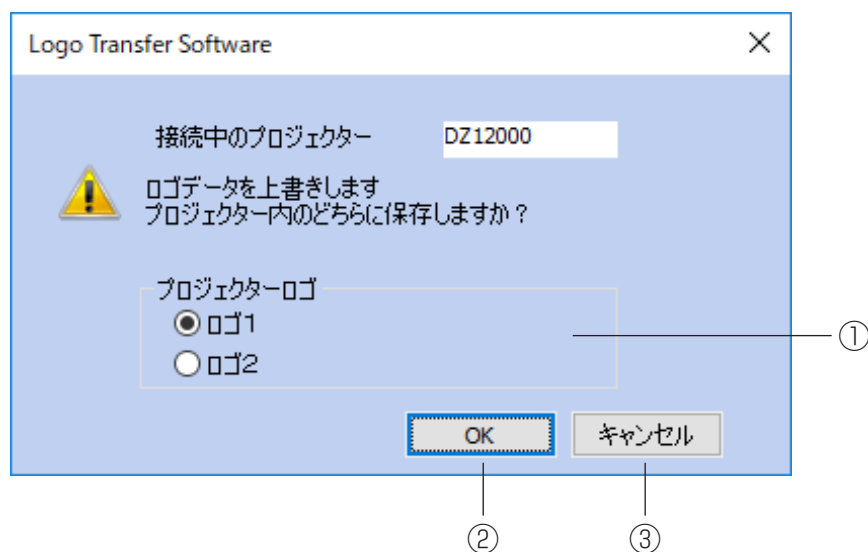 Logo Transfer Software
接続中のプロジェクター DZ12000
ロゴデータを上書きします
プロジェクター内のどちらに保存しますか？
プロジェクターロゴ
ロゴ1
ロゴ2
①
OK キャンセル
② ③